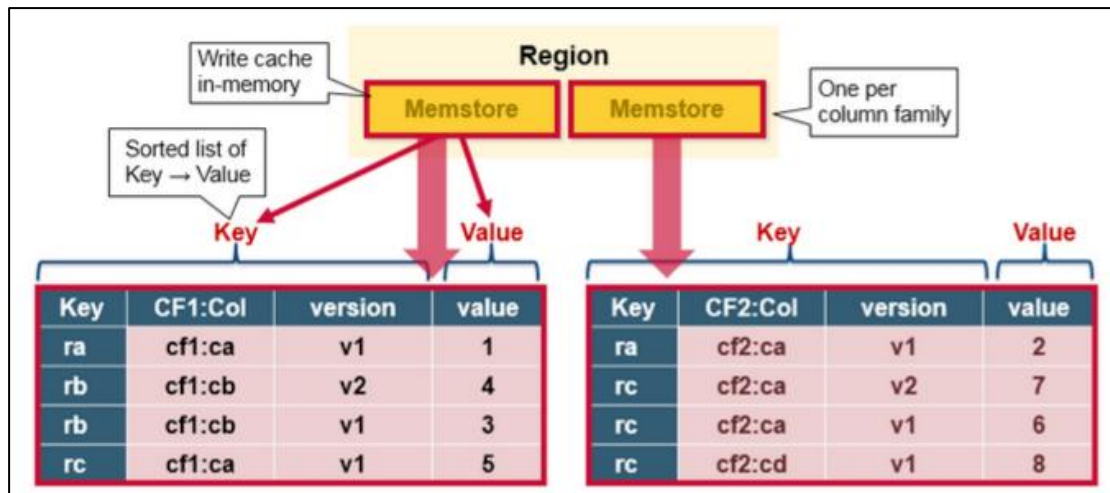 Region
Write cache
in-memory
Memstore
Memstore
One per
column family
Sorted list of
Key → Value
Key
Value
Key
Value
Key CF1:Col version value
ra cf1:ca v1 1
rb cf1:cb v2 4
rb cf1:cb v1 3
rc cf1:ca v1 5
Key CF2:Col version value
ra cf2:ca v1 2
rc cf2:ca v2 7
rc cf2:ca v1 6
rc cf2:cd v1 8